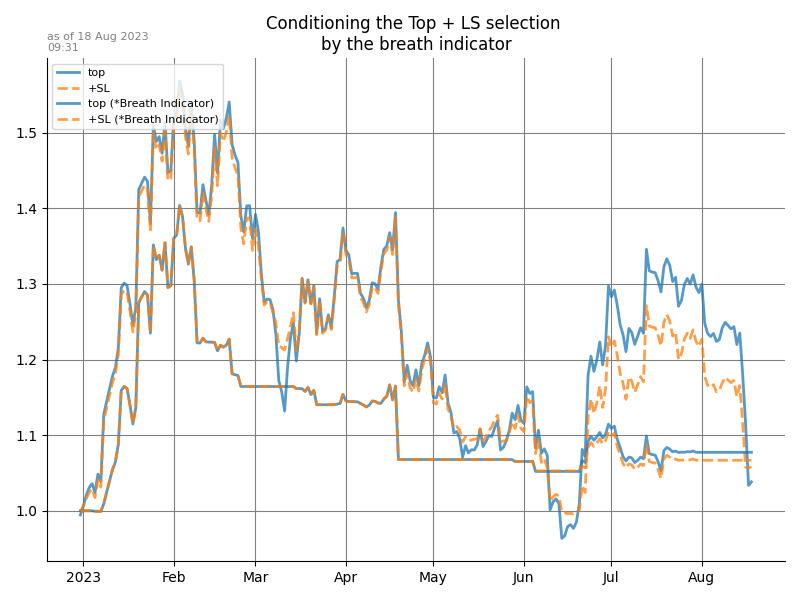 Conditioning the Top + LS selection
by the breath indicator
as of 18 Aug 2023
09:31
top
+SL
top (*Breath Indicator)
+SL (*Breath Indicator)
1.5
1.4
1.3
1.2
1.1
1.0
2023 Feb Mar Apr May Jun Jul Aug